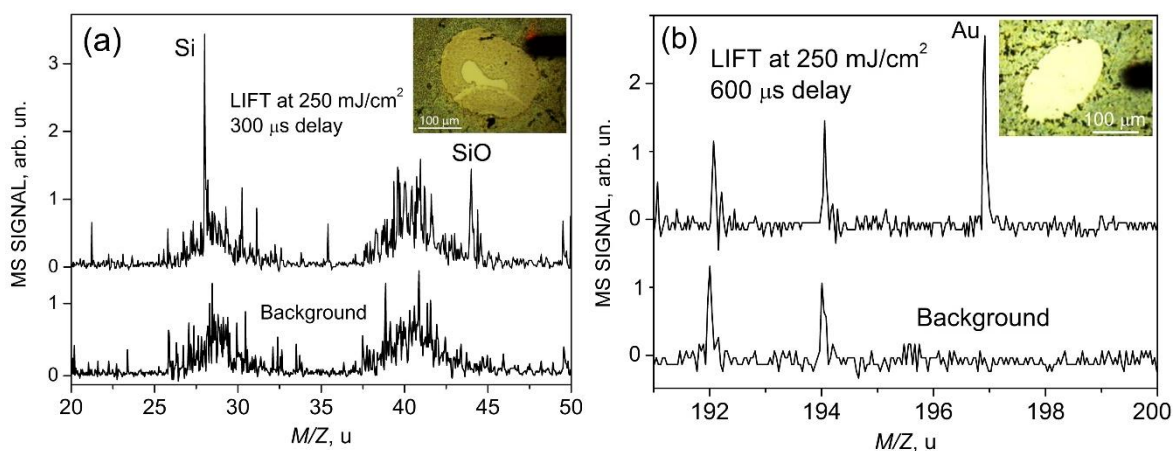 (a)
Si
LIFT at 250 mJ/cm²
300 μs delay
100 μm
SiO
Background
MS SIGNAL, arb. un.
3
2
1
0
1
0
20 25 30 35 40 45 50
M/Z, u
(b)
Au
LIFT at 250 mJ/cm²
600 μs delay
100 μm
Background
MS SIGNAL, arb. un.
2
1
0
1
0
192 194 196 198 200
M/Z, u